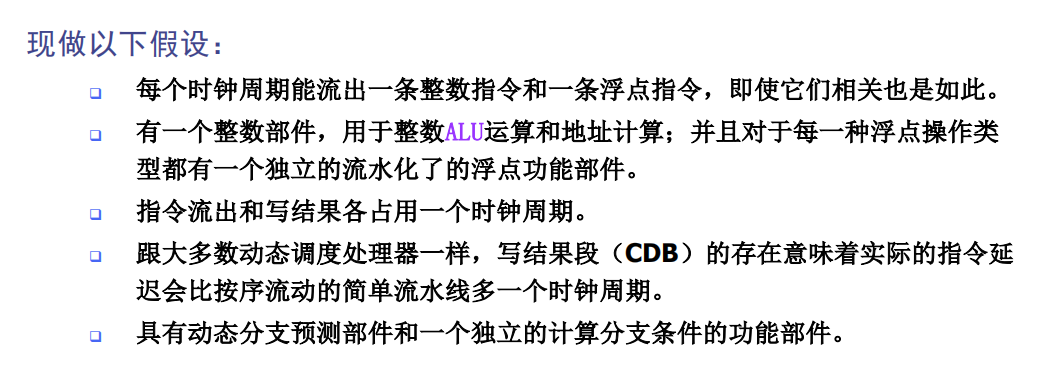 现做以下假设：
❑ 每个时钟周期能流出一条整数指令和一条浮点指令，即使它们相关也是如此。
❑ 有一个整数部件，用于整数ALU运算和地址计算；并且对于每一种浮点操作类
型都有一个独立的流水化了的浮点功能部件。
❑ 指令流出和写结果各占用一个时钟周期。
❑ 跟大多数动态调度处理器一样，写结果段（CDB）的存在意味着实际的指令延
迟会比按序流动的简单流水线多一个时钟周期。
❑ 具有动态分支预测部件和一个独立的计算分支条件的功能部件。